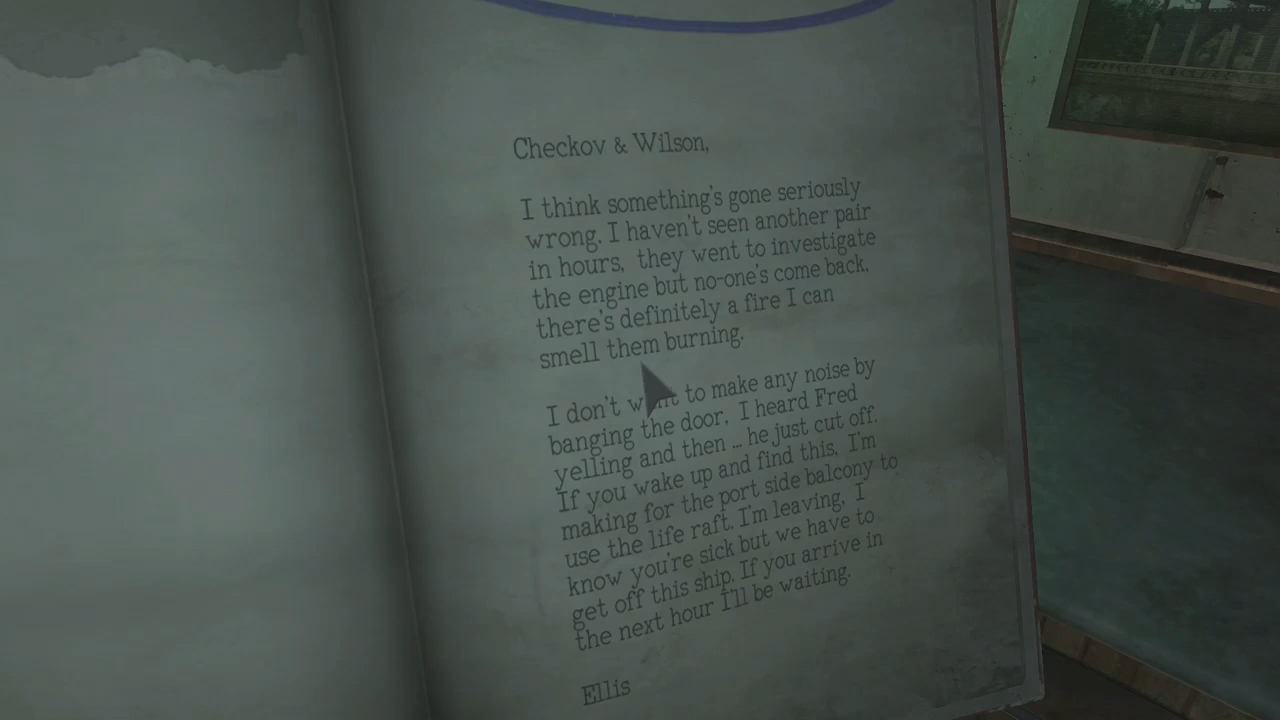 Checkov & Wilson,
I think something's gone seriously
wrong. I haven't seen another pair
in hours, they went to investigate
the engine but no-one's come back,
there's definitely a fire I can
smell them burning.
I don't want to make any noise by
banging the door, I heard Fred
yelling and then ... he just cut off.
If you wake up and find this, I'm
making for the port side balcony to
use the life raft. I'm leaving, I
know you're sick but we have to
get off this ship. If you arrive in
the next hour I'll be waiting.
Ellis